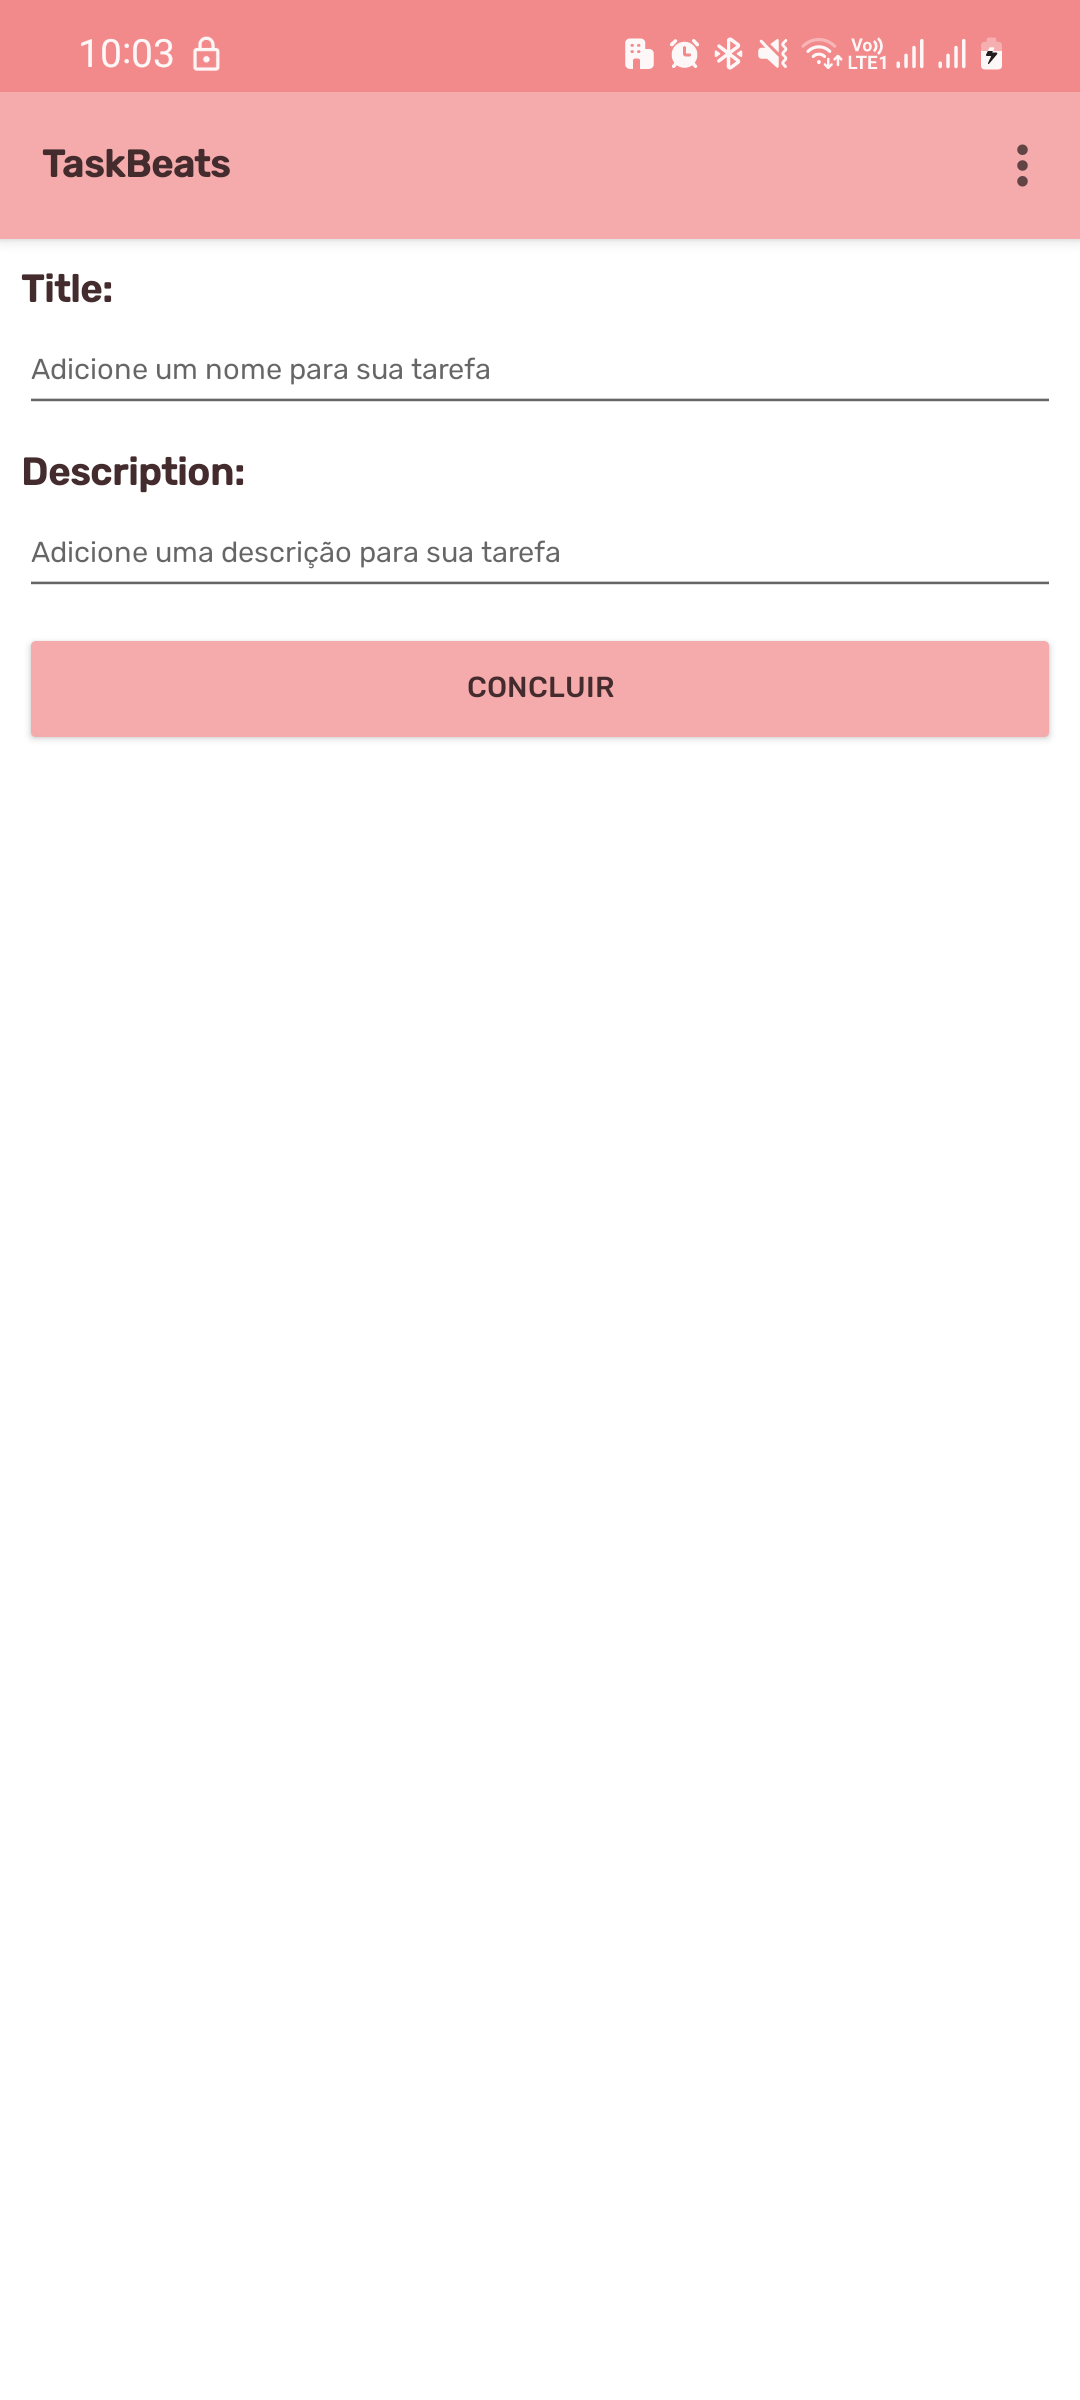 10:03
Vo)) LTE1
TaskBeats
Title:
Adicione um nome para sua tarefa
Description:
Adicione uma descrição para sua tarefa
CONCLUIR